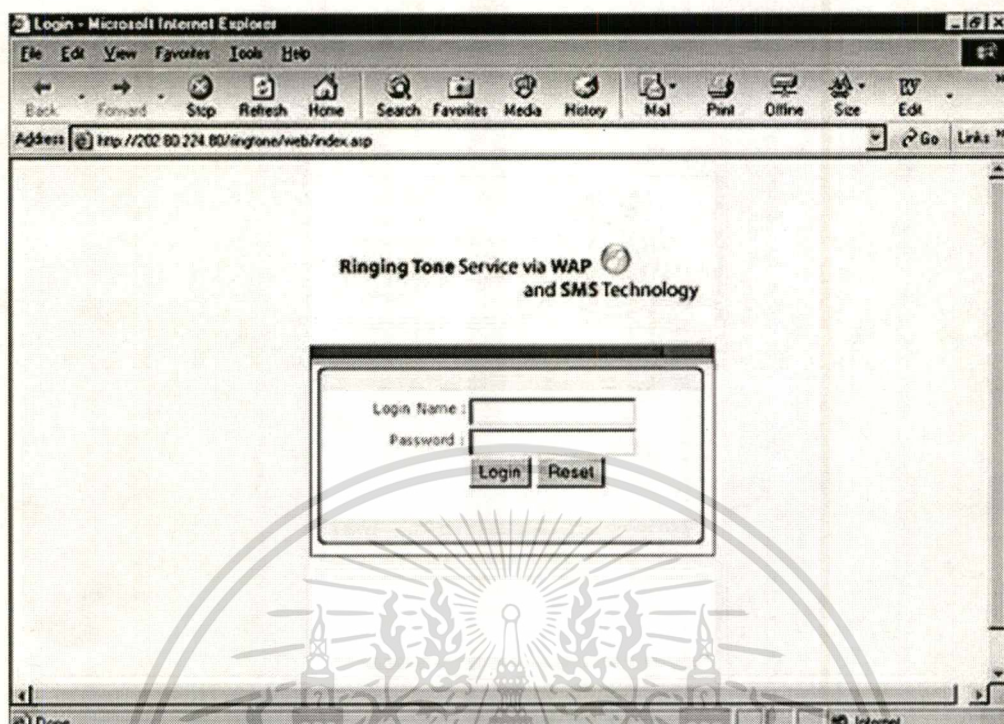 Login - Microsoft Internet Explorer
File Edit View Favorites Tools Help
Back Forward Stop Refresh Home Search Favorites Media History Mail Print Offline Size Edit
Address http://202.80.224.80/ringtone/web/index.asp Go Links »
Ringing Tone Service via WAP
and SMS Technology
Login Name :
Password :
Login Reset
Done Internet